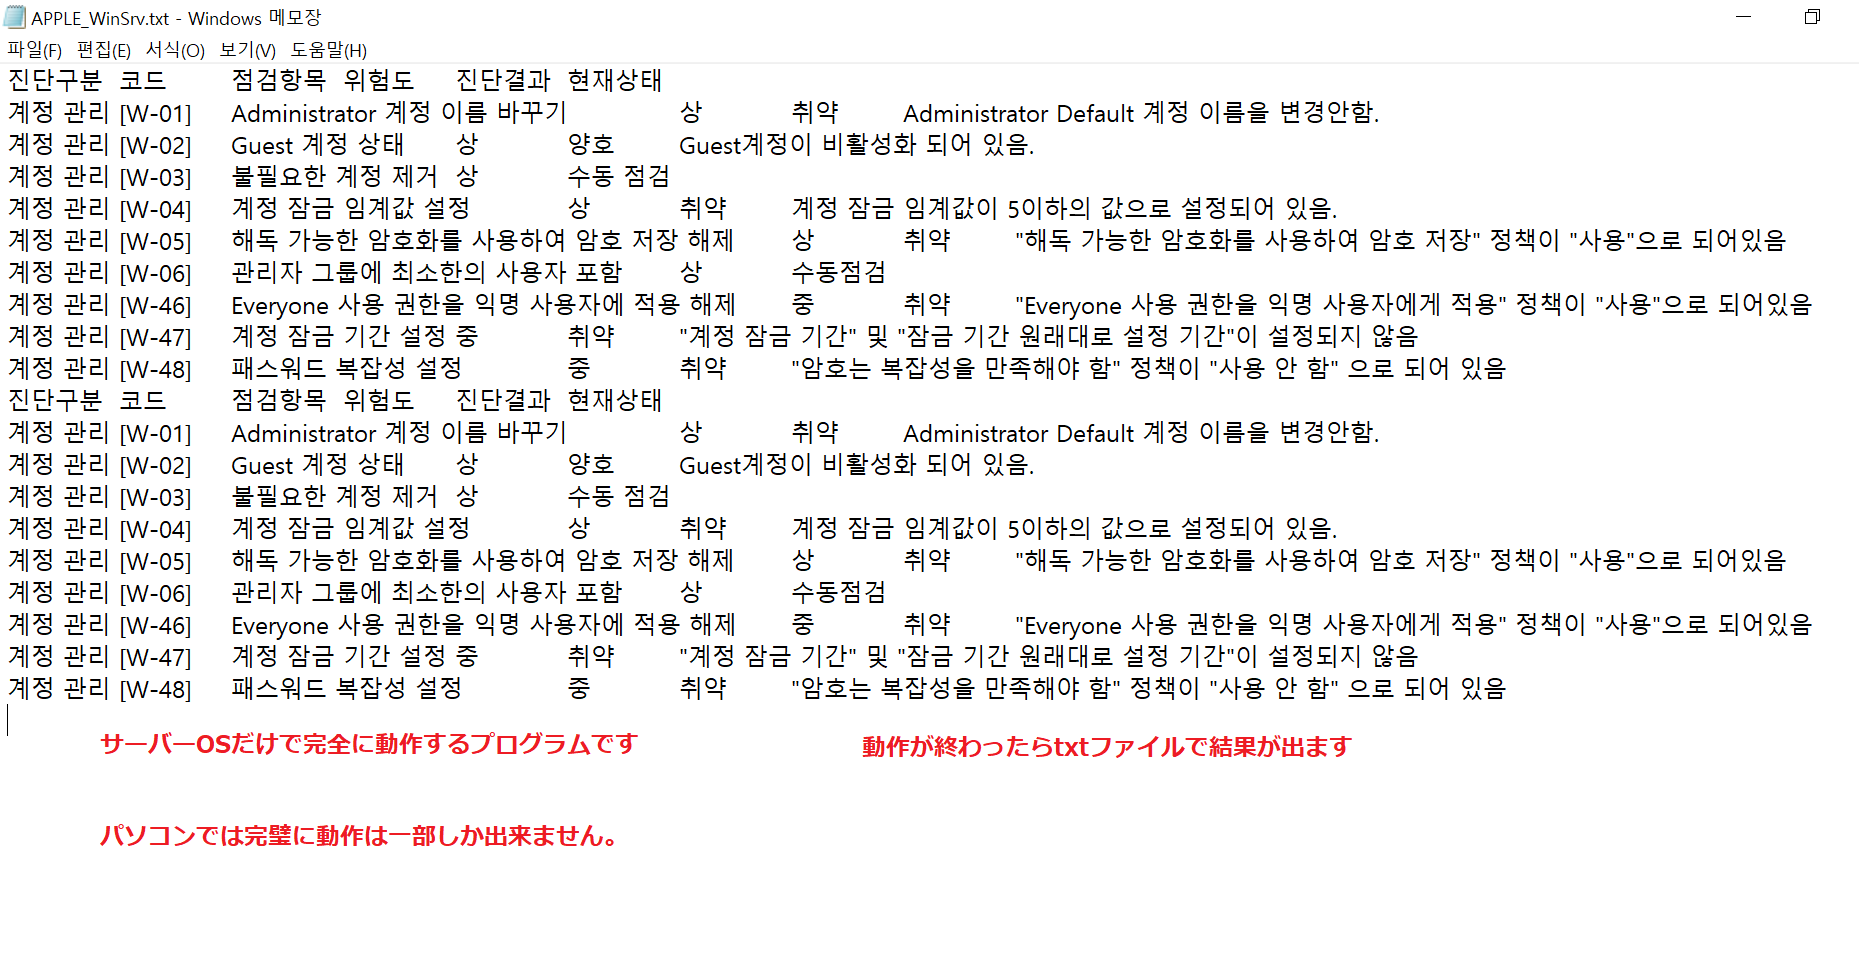 APPLE_WinSrv.txt - Windows 메모장
파일(F) 편집(E) 서식(O) 보기(V) 도움말(H)
진단구분 코드 점검항목 위험도 진단결과 현재상태
계정 관리 [W-01] Administrator 계정 이름 바꾸기 상 취약 Administrator Default 계정 이름을 변경안함.
계정 관리 [W-02] Guest 계정 상태 상 양호 Guest계정이 비활성화 되어 있음.
계정 관리 [W-03] 불필요한 계정 제거 상 수동 점검
계정 관리 [W-04] 계정 잠금 임계값 설정 상 취약 계정 잠금 임계값이 5이하의 값으로 설정되어 있음.
계정 관리 [W-05] 해독 가능한 암호화를 사용하여 암호 저장 해제 상 취약 "해독 가능한 암호화를 사용하여 암호 저장" 정책이 "사용"으로 되어있음
계정 관리 [W-06] 관리자 그룹에 최소한의 사용자 포함 상 수동점검
계정 관리 [W-46] Everyone 사용 권한을 익명 사용자에 적용 해제 중 취약 "Everyone 사용 권한을 익명 사용자에게 적용" 정책이 "사용"으로 되어있음
계정 관리 [W-47] 계정 잠금 기간 설정 중 취약 "계정 잠금 기간" 및 "잠금 기간 원래대로 설정 기간"이 설정되지 않음
계정 관리 [W-48] 패스워드 복잡성 설정 중 취약 "암호는 복잡성을 만족해야 함" 정책이 "사용 안 함" 으로 되어 있음
진단구분 코드 점검항목 위험도 진단결과 현재상태
계정 관리 [W-01] Administrator 계정 이름 바꾸기 상 취약 Administrator Default 계정 이름을 변경안함.
계정 관리 [W-02] Guest 계정 상태 상 양호 Guest계정이 비활성화 되어 있음.
계정 관리 [W-03] 불필요한 계정 제거 상 수동 점검
계정 관리 [W-04] 계정 잠금 임계값 설정 상 취약 계정 잠금 임계값이 5이하의 값으로 설정되어 있음.
계정 관리 [W-05] 해독 가능한 암호화를 사용하여 암호 저장 해제 상 취약 "해독 가능한 암호화를 사용하여 암호 저장" 정책이 "사용"으로 되어있음
계정 관리 [W-06] 관리자 그룹에 최소한의 사용자 포함 상 수동점검
계정 관리 [W-46] Everyone 사용 권한을 익명 사용자에 적용 해제 중 취약 "Everyone 사용 권한을 익명 사용자에게 적용" 정책이 "사용"으로 되어있음
계정 관리 [W-47] 계정 잠금 기간 설정 중 취약 "계정 잠금 기간" 및 "잠금 기간 원래대로 설정 기간"이 설정되지 않음
계정 관리 [W-48] 패스워드 복잡성 설정 중 취약 "암호는 복잡성을 만족해야 함" 정책이 "사용 안 함" 으로 되어 있음
サーバーOSだけで完全に動作するプログラムです
動作が終わったらtxtファイルで結果が出ます
パソコンでは完璧に動作は一部しか出来ません。